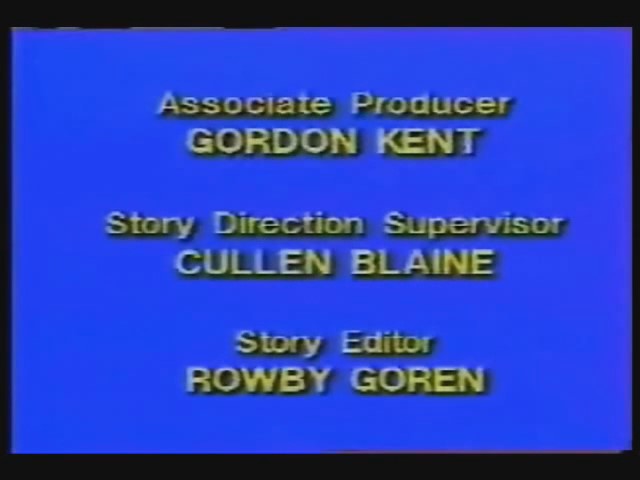 Associate Producer
GORDON KENT
Story Direction Supervisor
CULLEN BLAINE
Story Editor
ROWBY GOREN